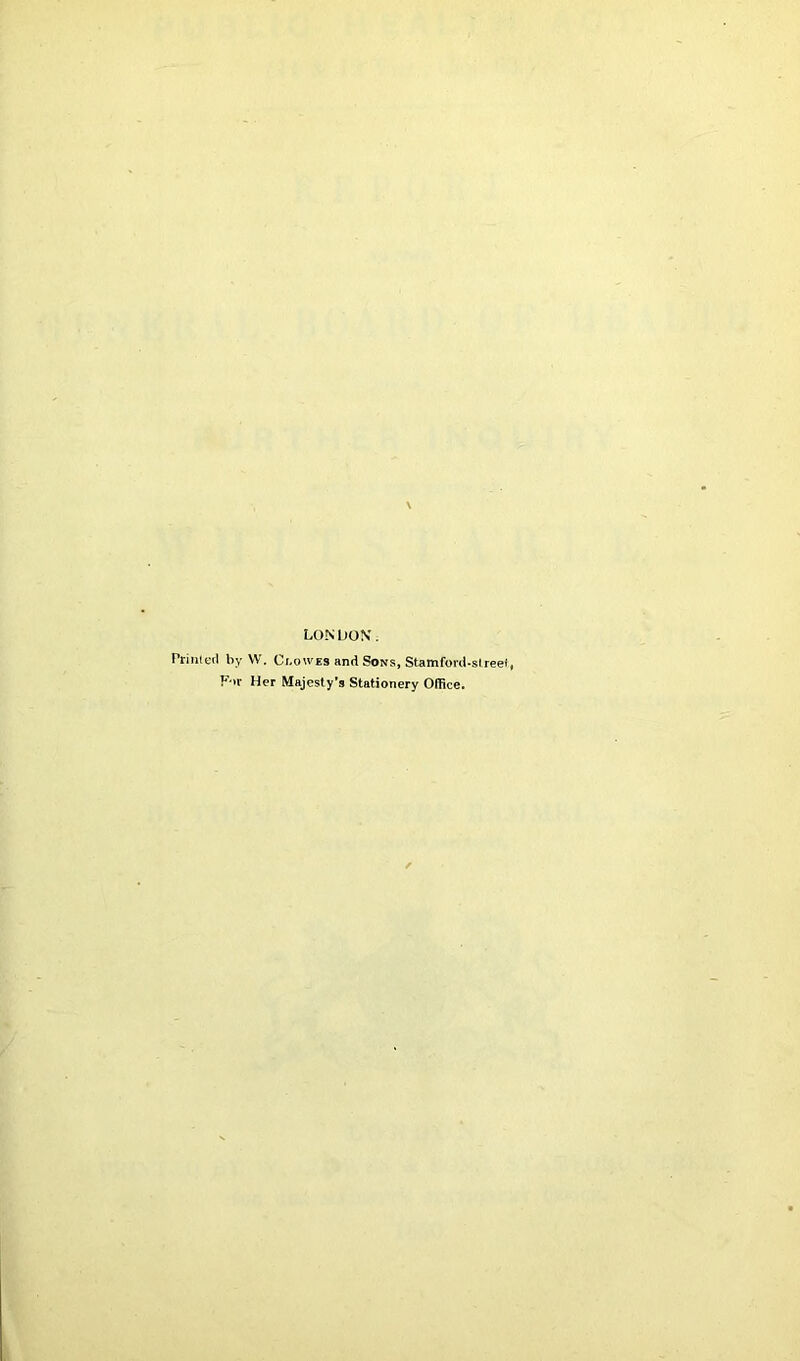 LONDON.
Printed by W. CLOWES and SONS, Stamford-street,
For Her Majesty's Stationery Office.